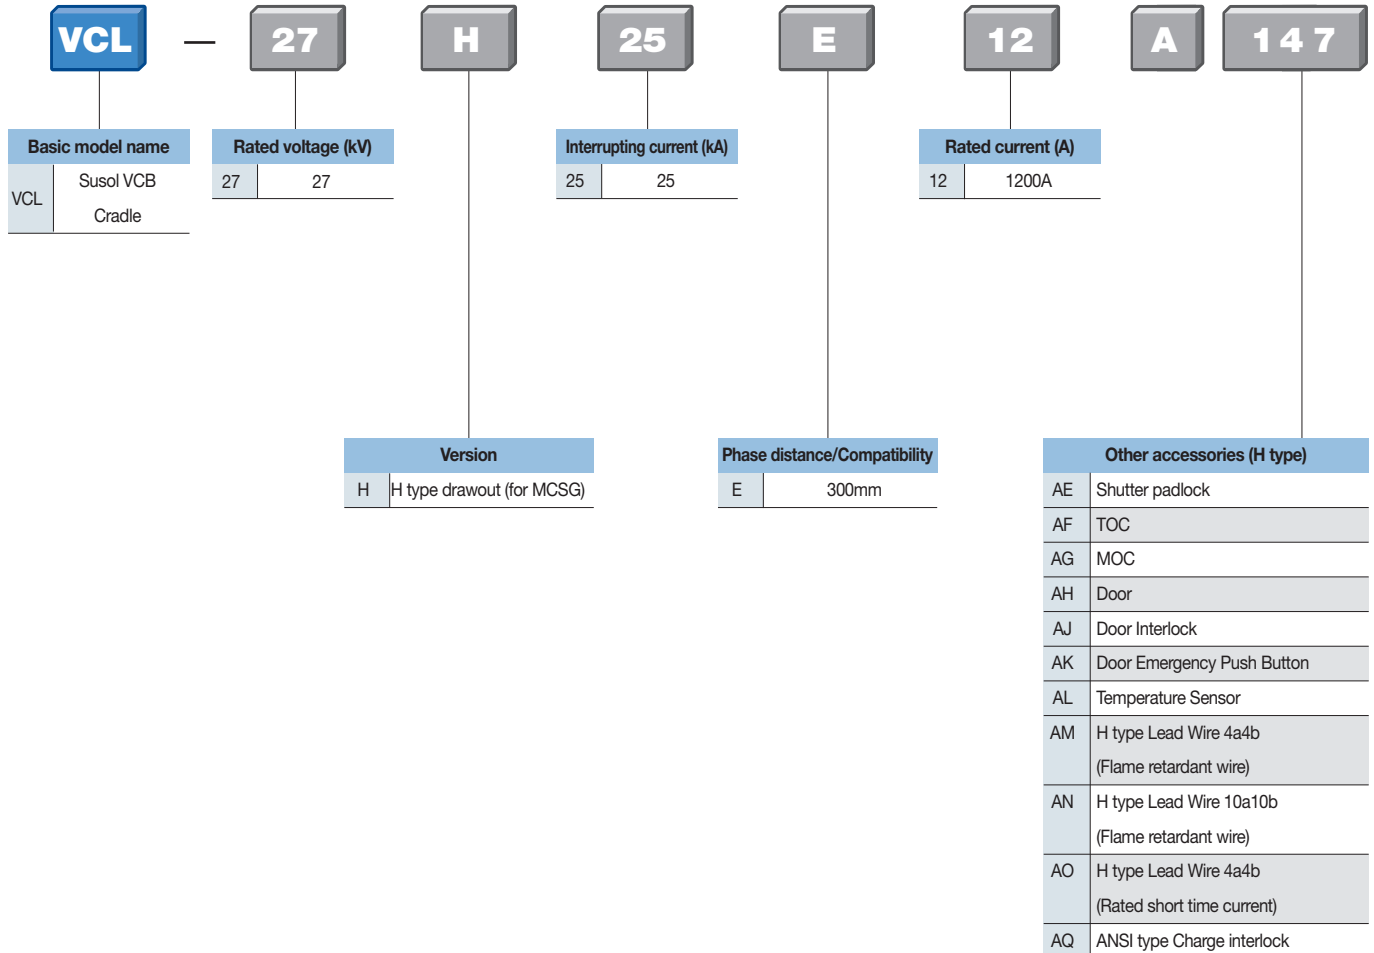 VCL — 27 H 25 E 12 A 147
Basic model name
VCL Susol VCB
Cradle
Rated voltage (kV)
27 27
Interrupting current (kA)
25 25
Rated current (A)
12 1200A
Version
H H type drawout (for MCSG)
Phase distance/Compatibility
E 300mm
Other accessories (H type)
AE Shutter padlock
AF TOC
AG MOC
AH Door
AJ Door Interlock
AK Door Emergency Push Button
AL Temperature Sensor
AM H type Lead Wire 4a4b
(Flame retardant wire)
AN H type Lead Wire 10a10b
(Flame retardant wire)
AO H type Lead Wire 4a4b
(Rated short time current)
AQ ANSI type Charge interlock